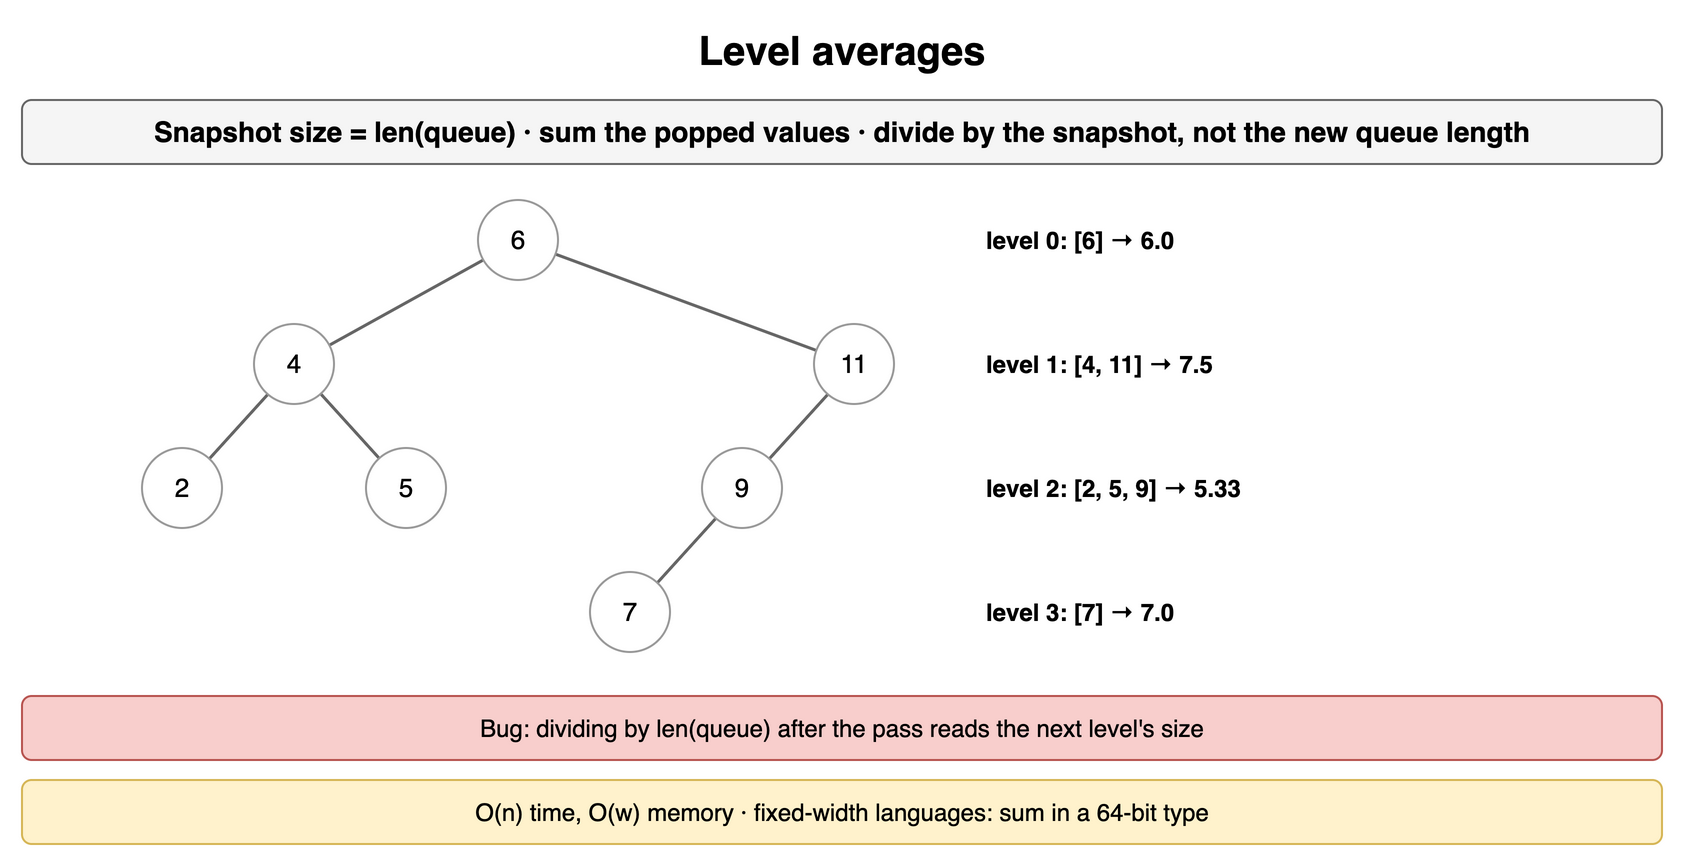 Level averages
Snapshot size = len(queue) · sum the popped values · divide by the snapshot, not the new queue length
6
level 0: [6] → 6.0
4
11
level 1: [4, 11] → 7.5
2
5
9
level 2: [2, 5, 9] → 5.33
7
level 3: [7] → 7.0
Bug: dividing by len(queue) after the pass reads the next level's size
O(n) time, O(w) memory · fixed-width languages: sum in a 64-bit type